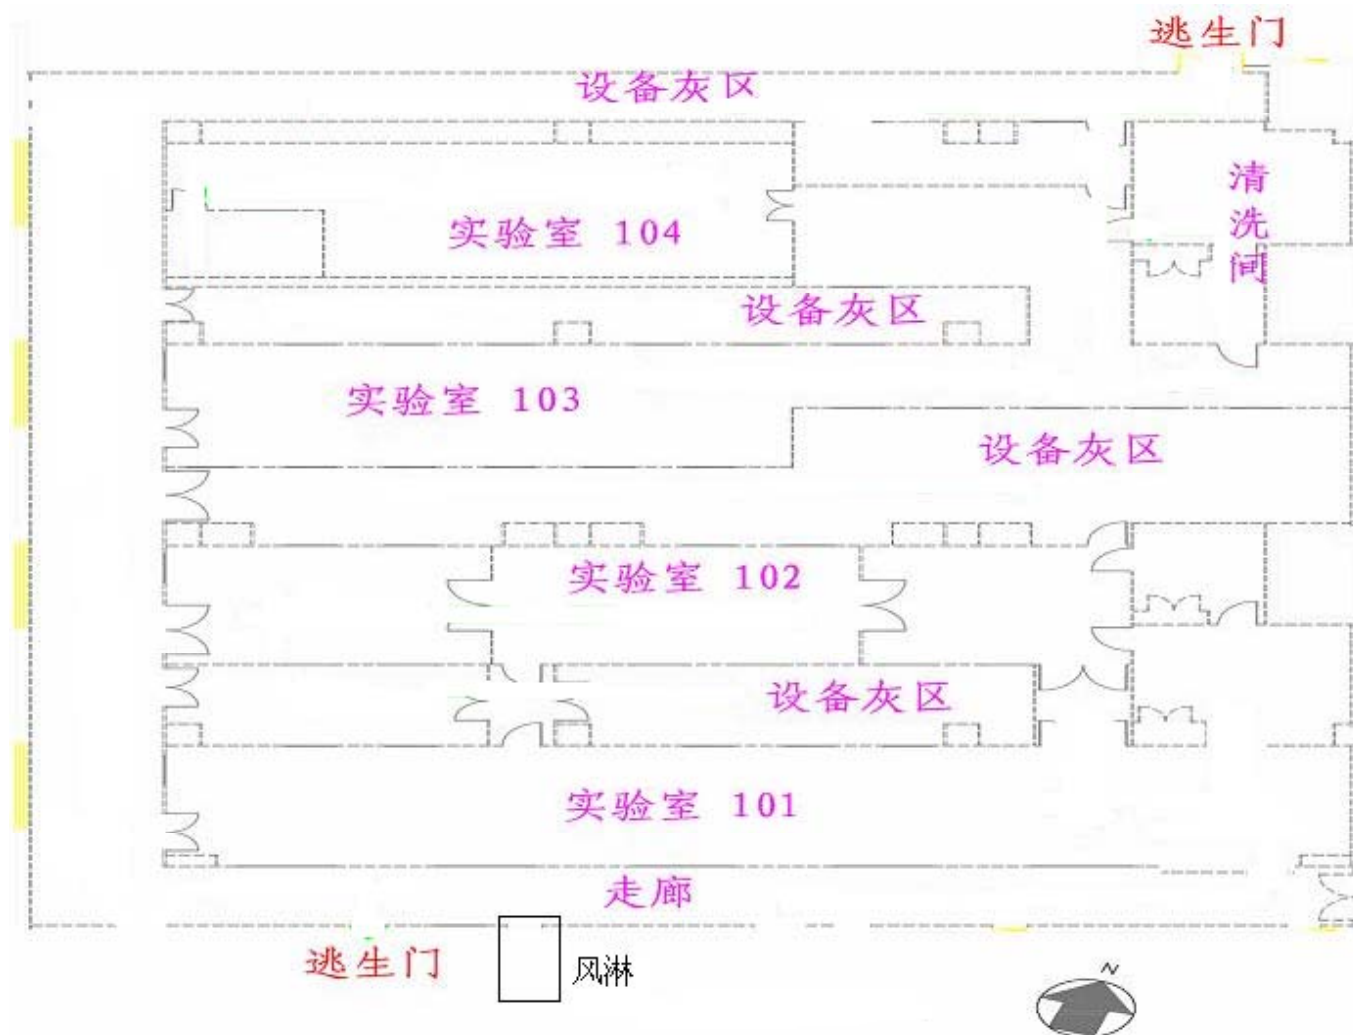 逃生门
设备灰区
清洗间
实验室 104
设备灰区
实验室 103
设备灰区
实验室 102
设备灰区
实验室 101
走廊
逃生门
风淋
N